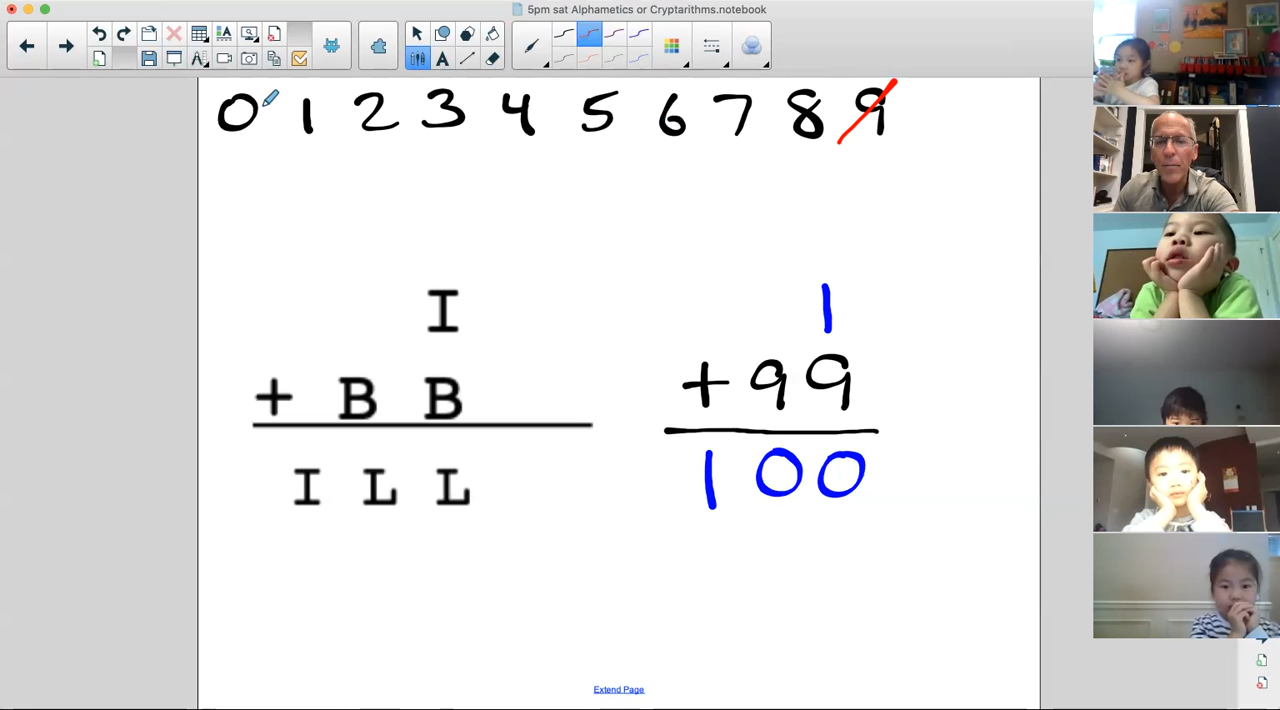 5pm sat Alphametics or Cryptarithms.notebook
0 1 2 3 4 5 6 7 8 9
I
+ B B
I L L
1
+ 9 9
1 0 0
Extend Page